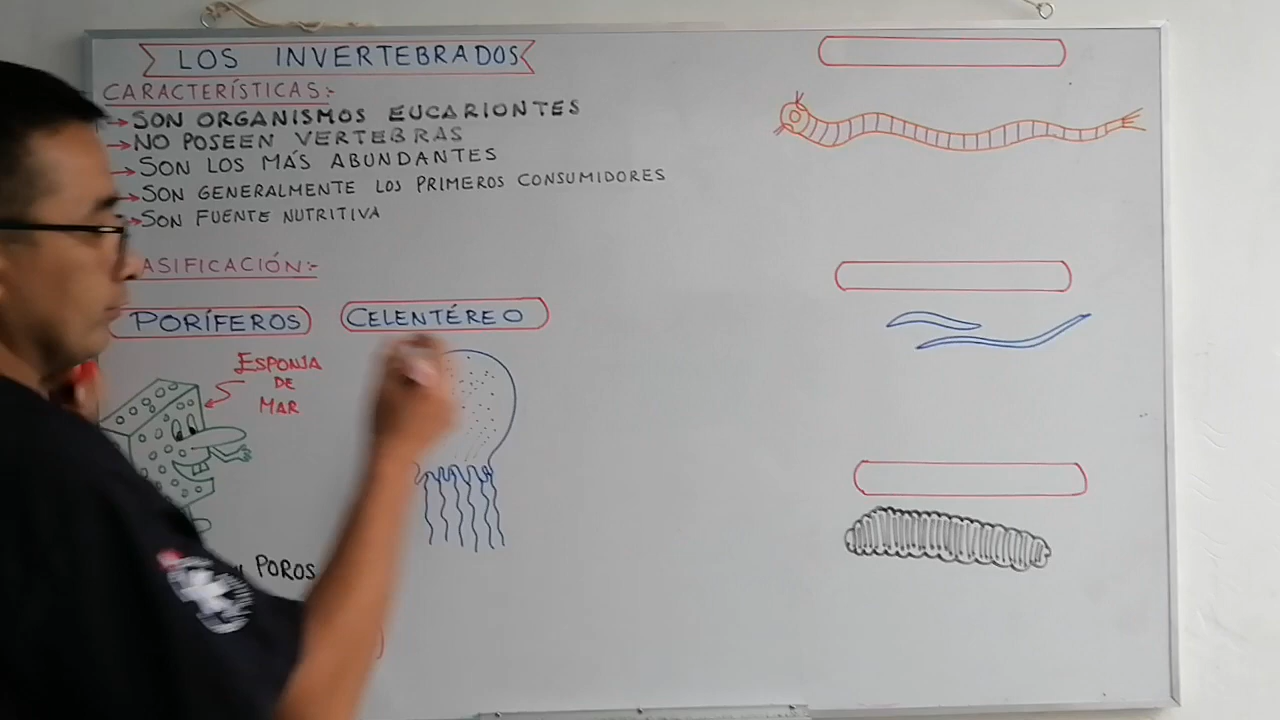 LOS INVERTEBRADOS
CARACTERÍSTICAS:-
→SON ORGANISMOS EUCARIONTES
→NO POSEEN VERTEBRAS
→SON LOS MÁS ABUNDANTES
→SON GENERALMENTE LOS PRIMEROS CONSUMIDORES
→SON FUENTE NUTRITIVA
ASIFICACIÓN:-
PORÍFEROS
CELENTÉREO
ESPONJA
DE
MAR
POROS